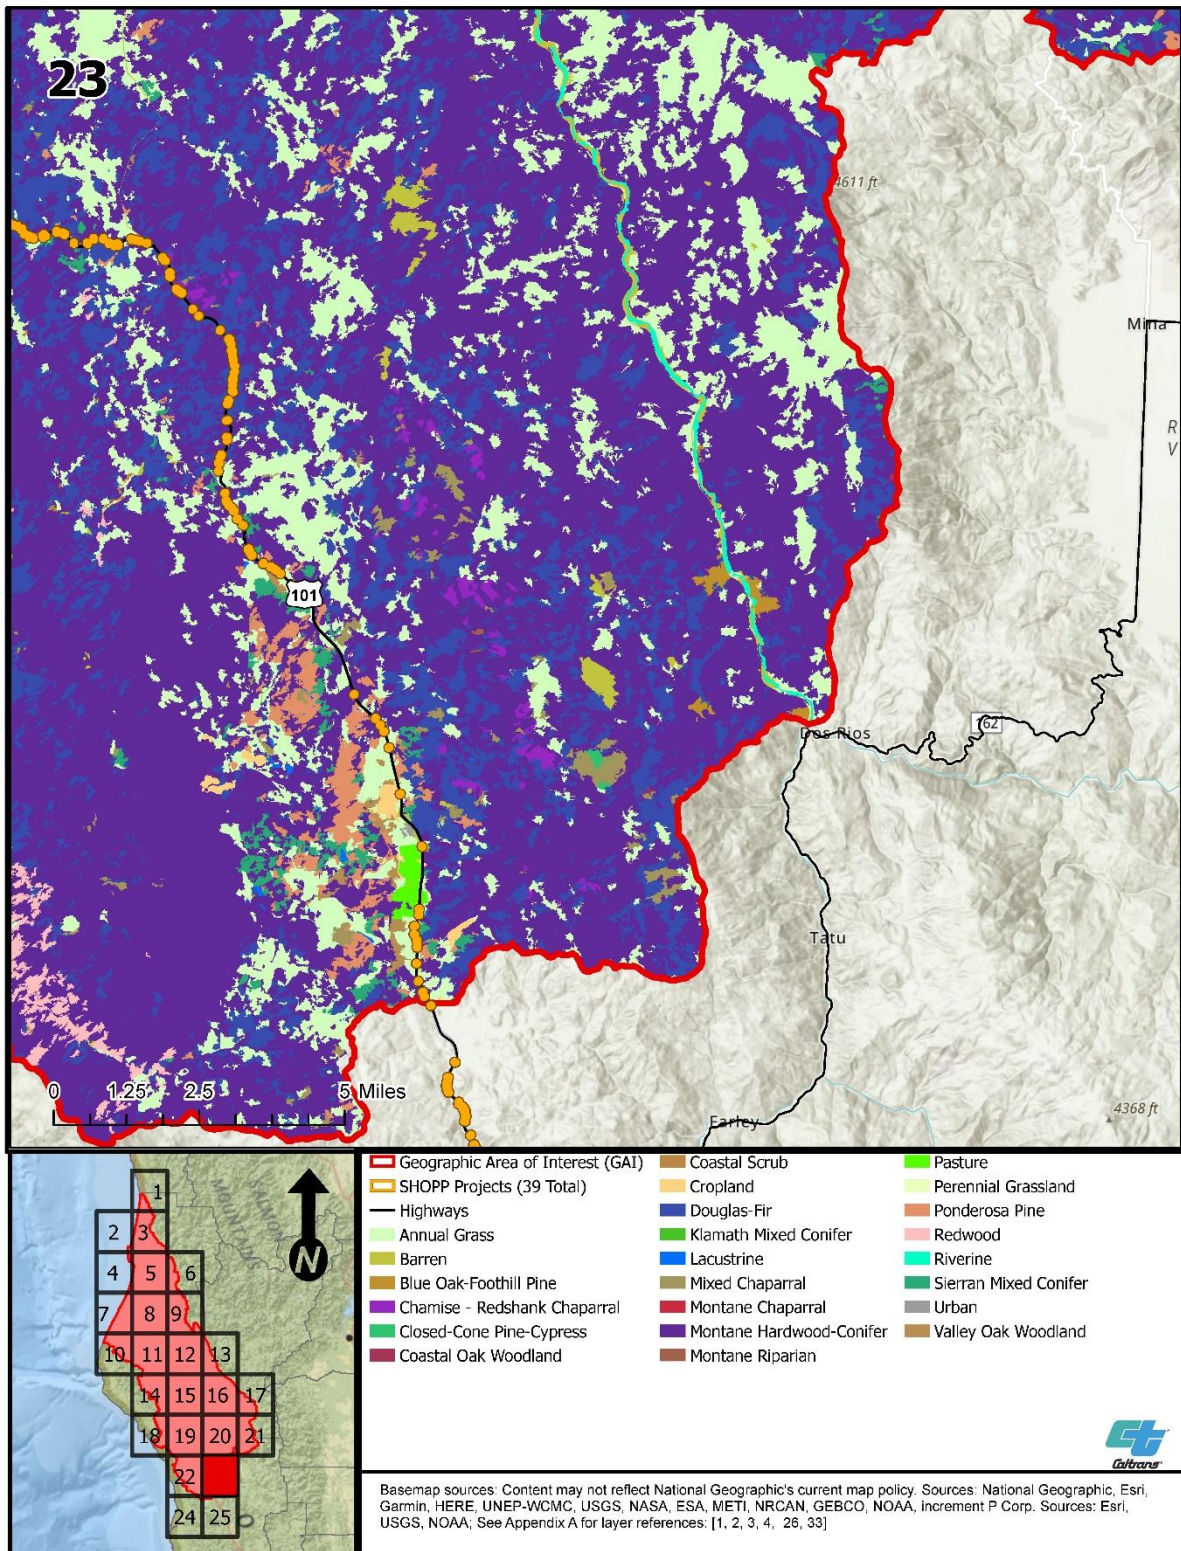 23
4611 ft
Mina
R
V
101
162
Dos Rios
Tatu
Farley
4368 ft
0 1.25 2.5 5 Miles
1
2 3
4 5 6
7 8 9
10 11 12 13
14 15 16 17
18 19 20 21
22
24 25
N
Geographic Area of Interest (GAI)
SHOPP Projects (39 Total)
Highways
Annual Grass
Barren
Blue Oak-Foothill Pine
Chamise - Redshank Chaparral
Closed-Cone Pine-Cypress
Coastal Oak Woodland
Coastal Scrub
Cropland
Douglas-Fir
Klamath Mixed Conifer
Lacustrine
Mixed Chaparral
Montane Chaparral
Montane Hardwood-Conifer
Montane Riparian
Pasture
Perennial Grassland
Ponderosa Pine
Redwood
Riverine
Sierran Mixed Conifer
Urban
Valley Oak Woodland
ct
Caltrans
Basemap sources: Content may not reflect National Geographic's current map policy. Sources: National Geographic, Esri,
Garmin, HERE, UNEP-WCMC, USGS, NASA, ESA, METI, NRCAN, GEBCO, NOAA, increment P Corp. Sources: Esri,
USGS, NOAA; See Appendix A for layer references: [1, 2, 3, 4, 26, 33]